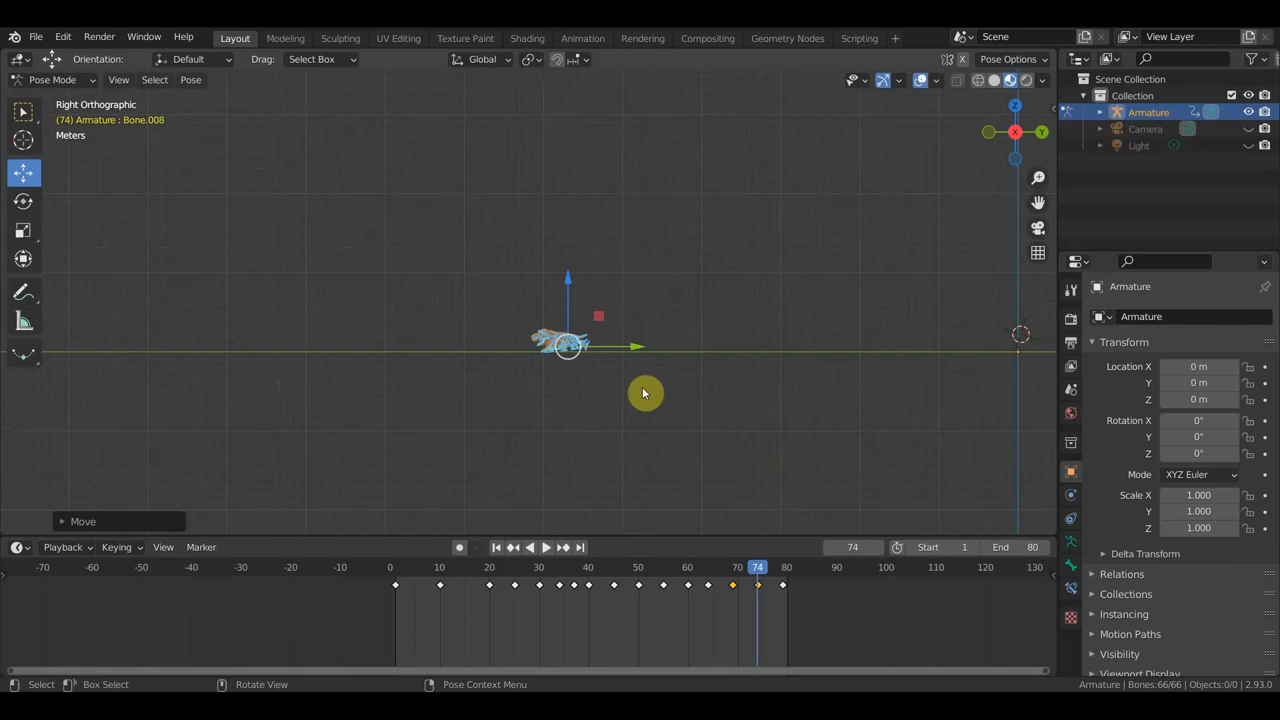 File Edit Render Window Help Layout Modeling Sculpting UV Editing Texture Paint Shading Animation Rendering Compositing Geometry Nodes Scripting + Scene View Layer
Orientation: Default Drag: Select Box Global X Pose Options
Pose Mode View Select Pose
Scene Collection
Collection
Armature
Camera
Light
Right Orthographic
(74) Armature : Bone.008
Meters
Z
X
Y
Armature
Armature
Transform
Location X 0 m
Y 0 m
Z 0 m
Rotation X 0°
Y 0°
Z 0°
Mode XYZ Euler
Scale X 1.000
Y 1.000
Z 1.000
Delta Transform
Relations
Collections
Instancing
Motion Paths
Visibility
Viewport Display
Move
Playback Keying View Marker 74 Start 1 End 80
-70 -60 -50 -40 -30 -20 -10 0 10 20 30 40 50 60 70 74 80 90 100 110 120 130
Select Box Select Rotate View Pose Context Menu Armature | Bones:66/66 | Objects:0/0 | 2.93.0